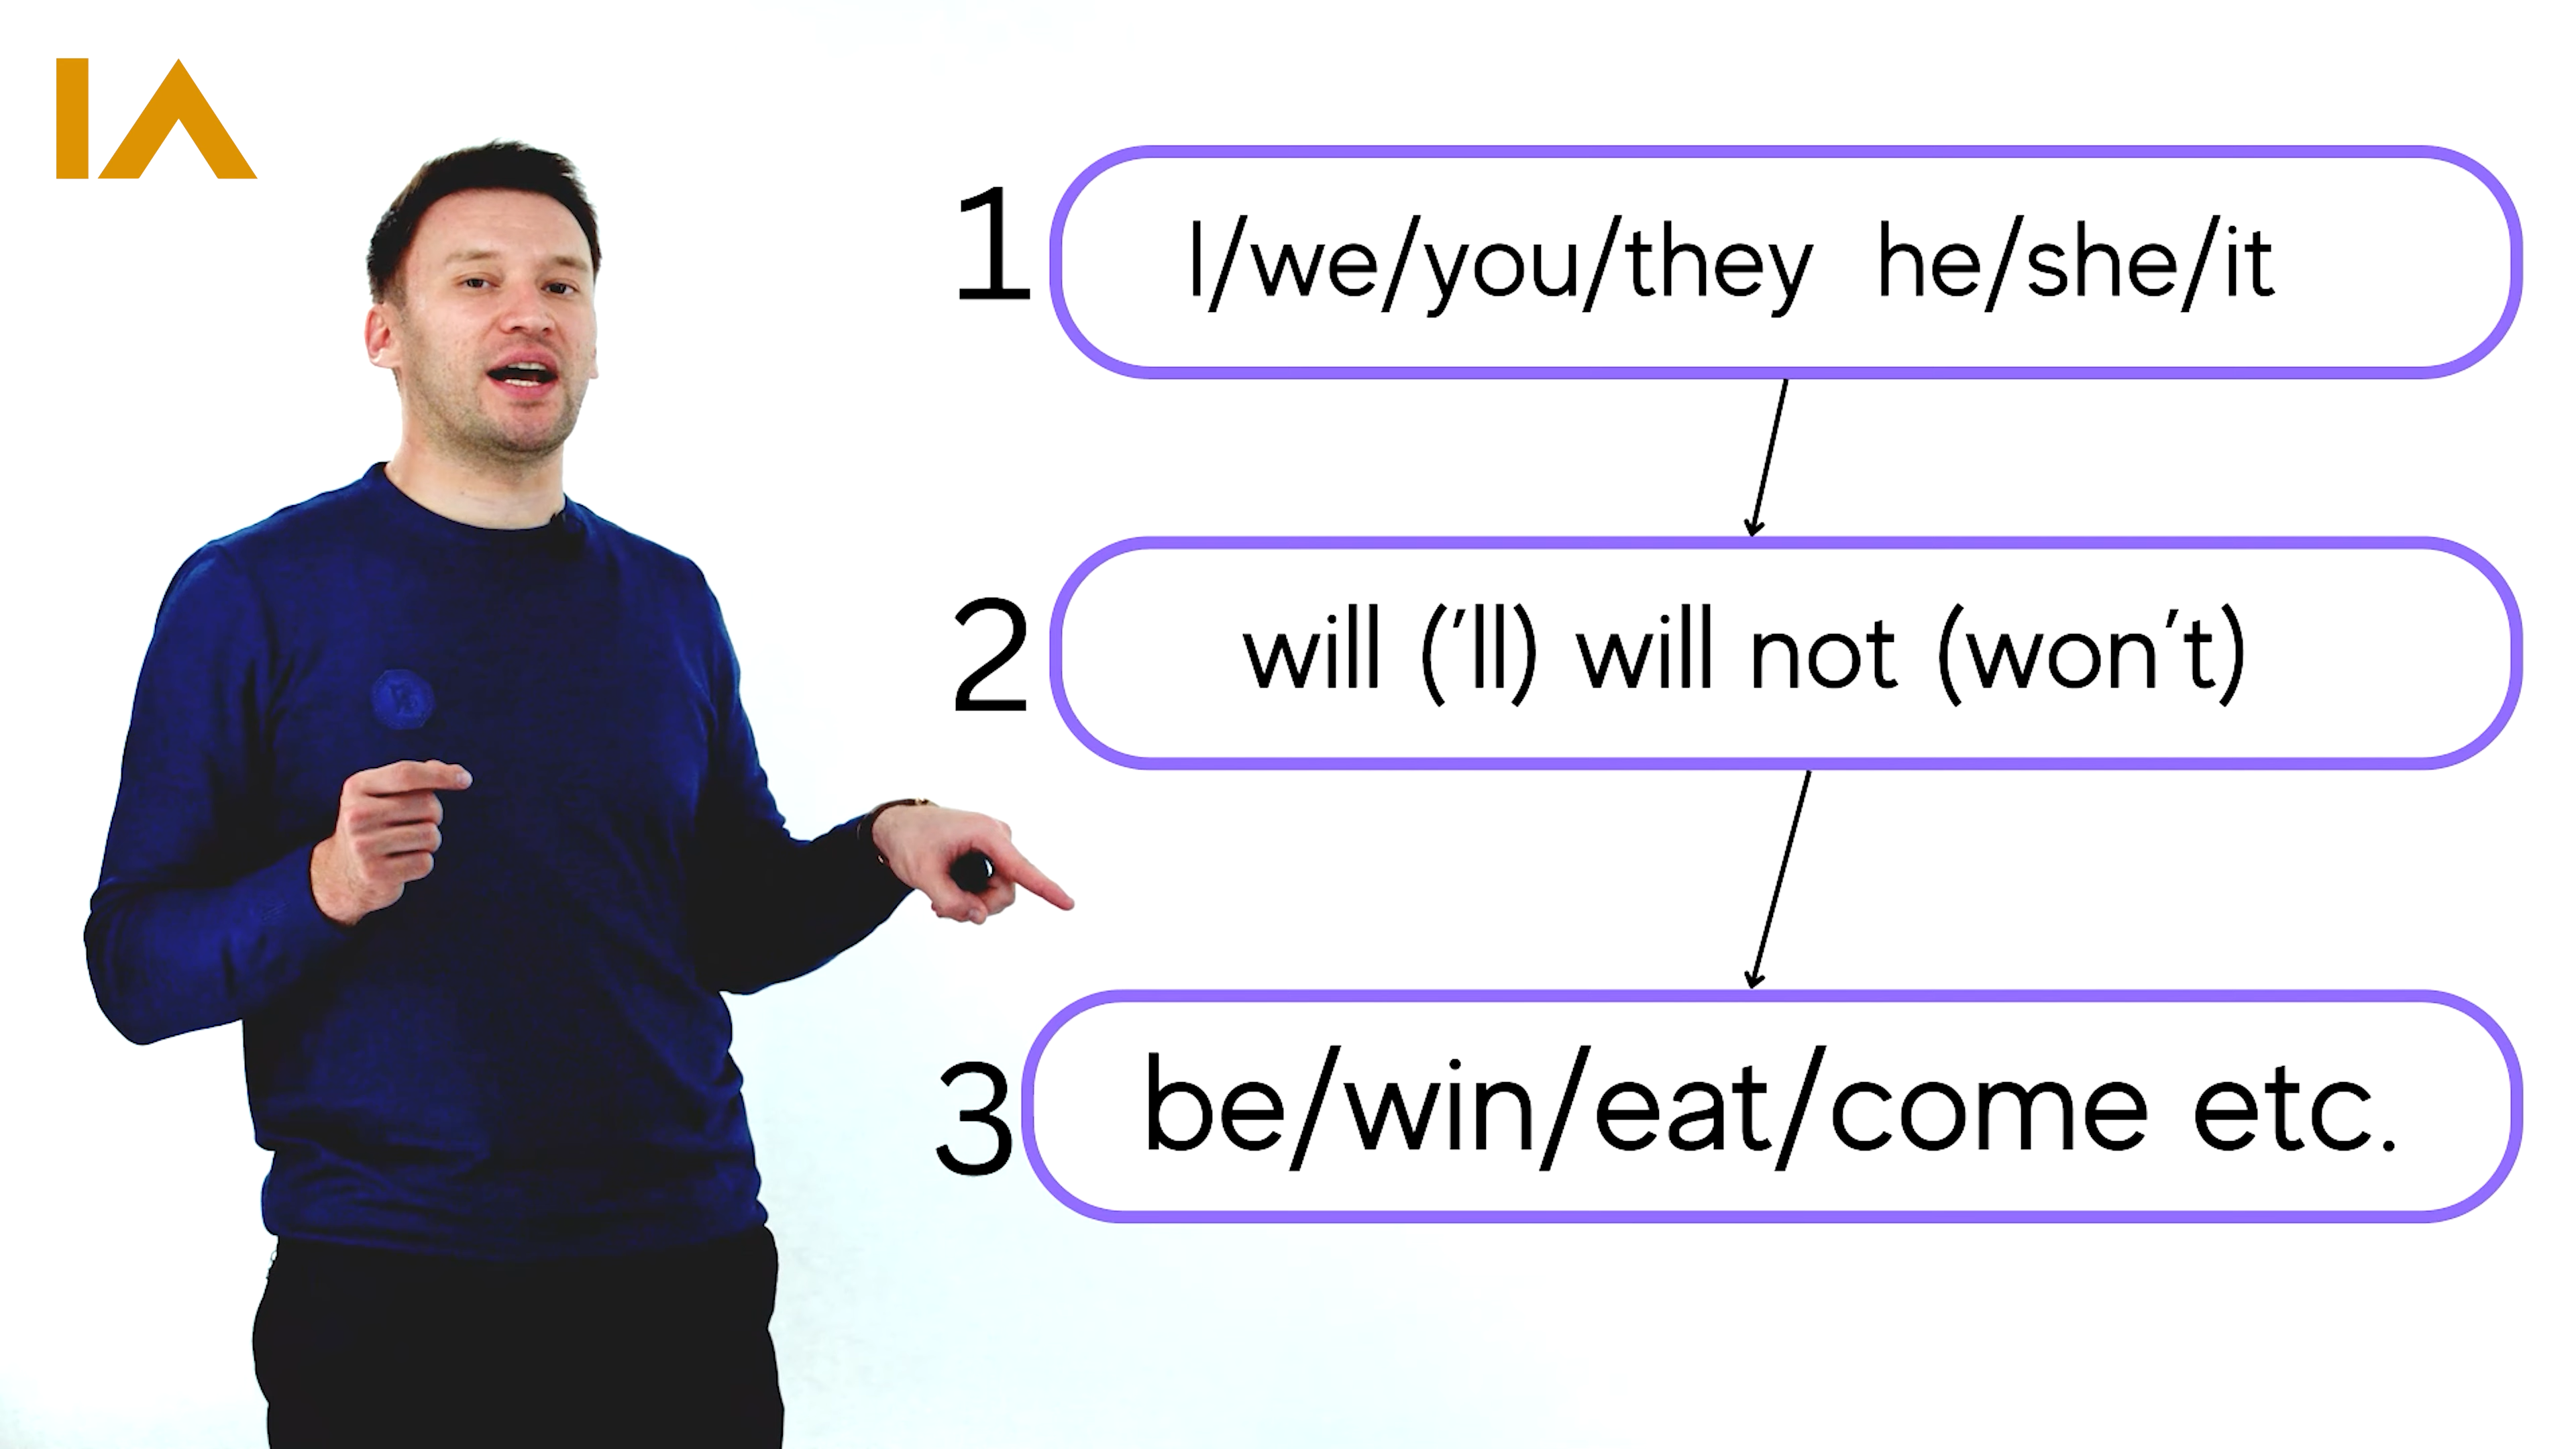 IA
1
I/we/you/they he/she/it
2
will (’ll) will not (won’t)
3
be/win/eat/come etc.